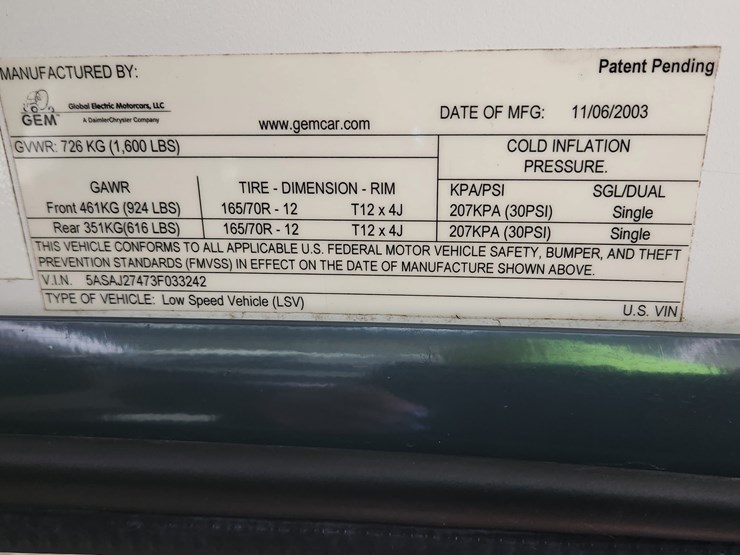 Patent Pending
MANUFACTURED BY:
GEM
Global Electric Motorcars, LLC
A DaimlerChrysler Company
www.gemcar.com
DATE OF MFG: 11/06/2003
GVWR: 726 KG (1,600 LBS)
COLD INFLATION
PRESSURE.
GAWR TIRE - DIMENSION - RIM KPA/PSI SGL/DUAL
Front 461KG (924 LBS) 165/70R - 12 T12 x 4J 207KPA (30PSI) Single
Rear 351KG(616 LBS) 165/70R - 12 T12 x 4J 207KPA (30PSI) Single
THIS VEHICLE CONFORMS TO ALL APPLICABLE U.S. FEDERAL MOTOR VEHICLE SAFETY, BUMPER, AND THEFT
PREVENTION STANDARDS (FMVSS) IN EFFECT ON THE DATE OF MANUFACTURE SHOWN ABOVE.
V.I.N. 5ASAJ27473F033242
TYPE OF VEHICLE: Low Speed Vehicle (LSV) U.S. VIN